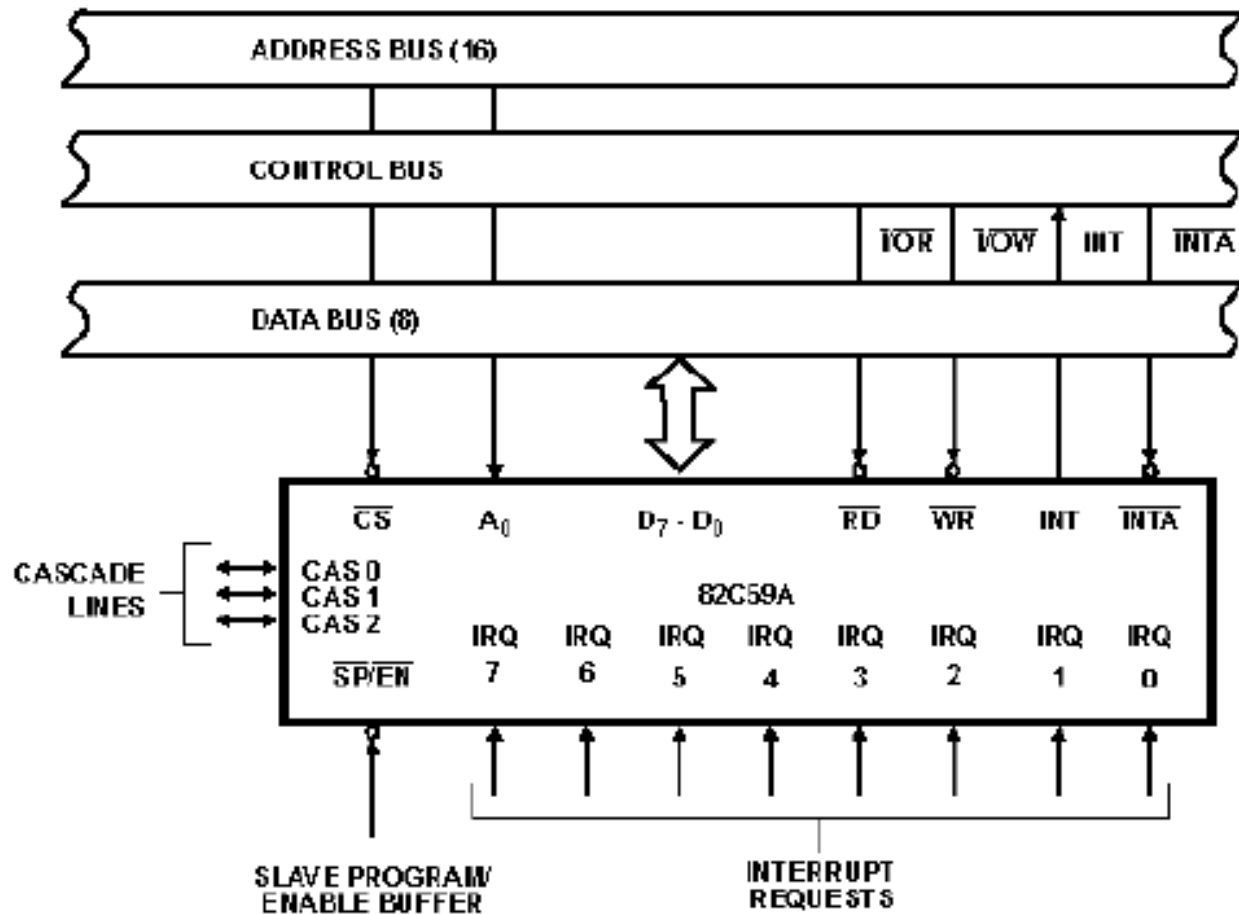 ADDRESS BUS (16)
CONTROL BUS
I/OR I/OW INT INTA
DATA BUS (8)
CS A0 D7 - D0 RD WR INT INTA
CASCADE LINES
CAS 0
CAS 1
CAS 2
82C59A
IRQ IRQ IRQ IRQ IRQ IRQ IRQ IRQ
SP/EN 7 6 5 4 3 2 1 0
SLAVE PROGRAM/
ENABLE BUFFER
INTERRUPT
REQUESTS